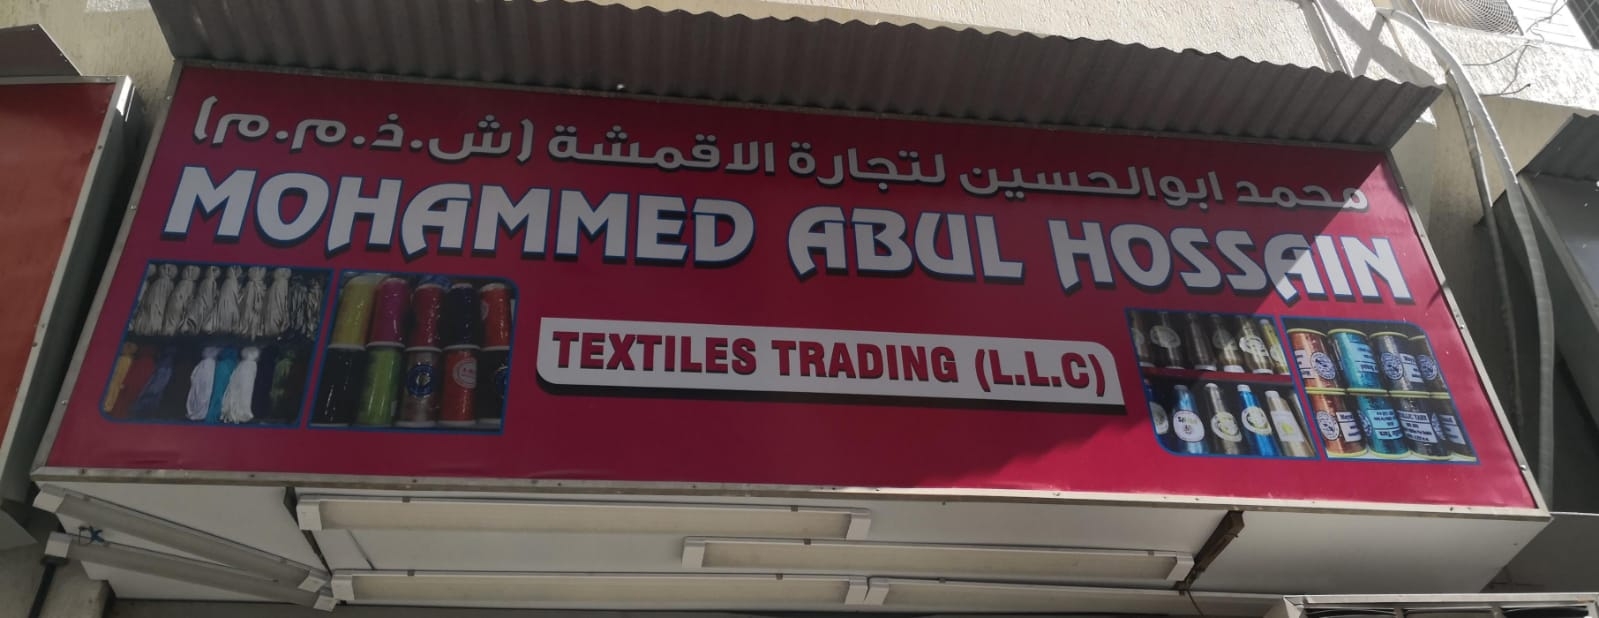 محمد ابوالحسين لتجارة الاقمشة (ش.ذ.م.م)
MOHAMMED ABUL HOSSAIN
TEXTILES TRADING (L.L.C)